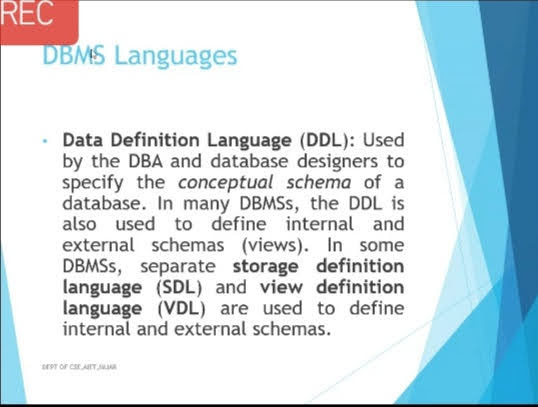 REC
DBMS Languages
• Data Definition Language (DDL): Used
by the DBA and database designers to
specify the conceptual schema of a
database. In many DBMSs, the DDL is
also used to define internal and
external schemas (views). In some
DBMSs, separate storage definition
language (SDL) and view definition
language (VDL) are used to define
internal and external schemas.
DEPT OF CSE,